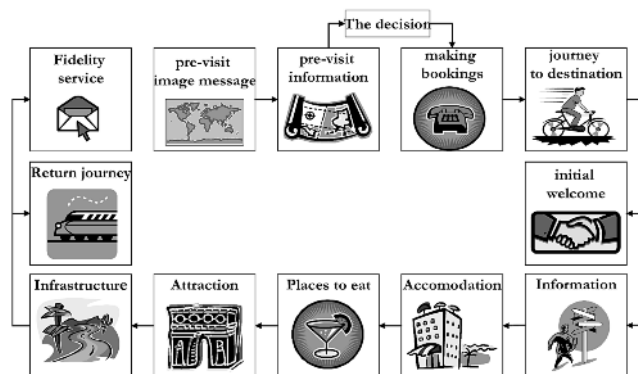 The decision
Fidelity
service
pre-visit
image message
pre-visit
information
making
bookings
journey
to destination
Return journey
initial
welcome
Infrastructure
Attraction
Places to eat
Accomodation
Information